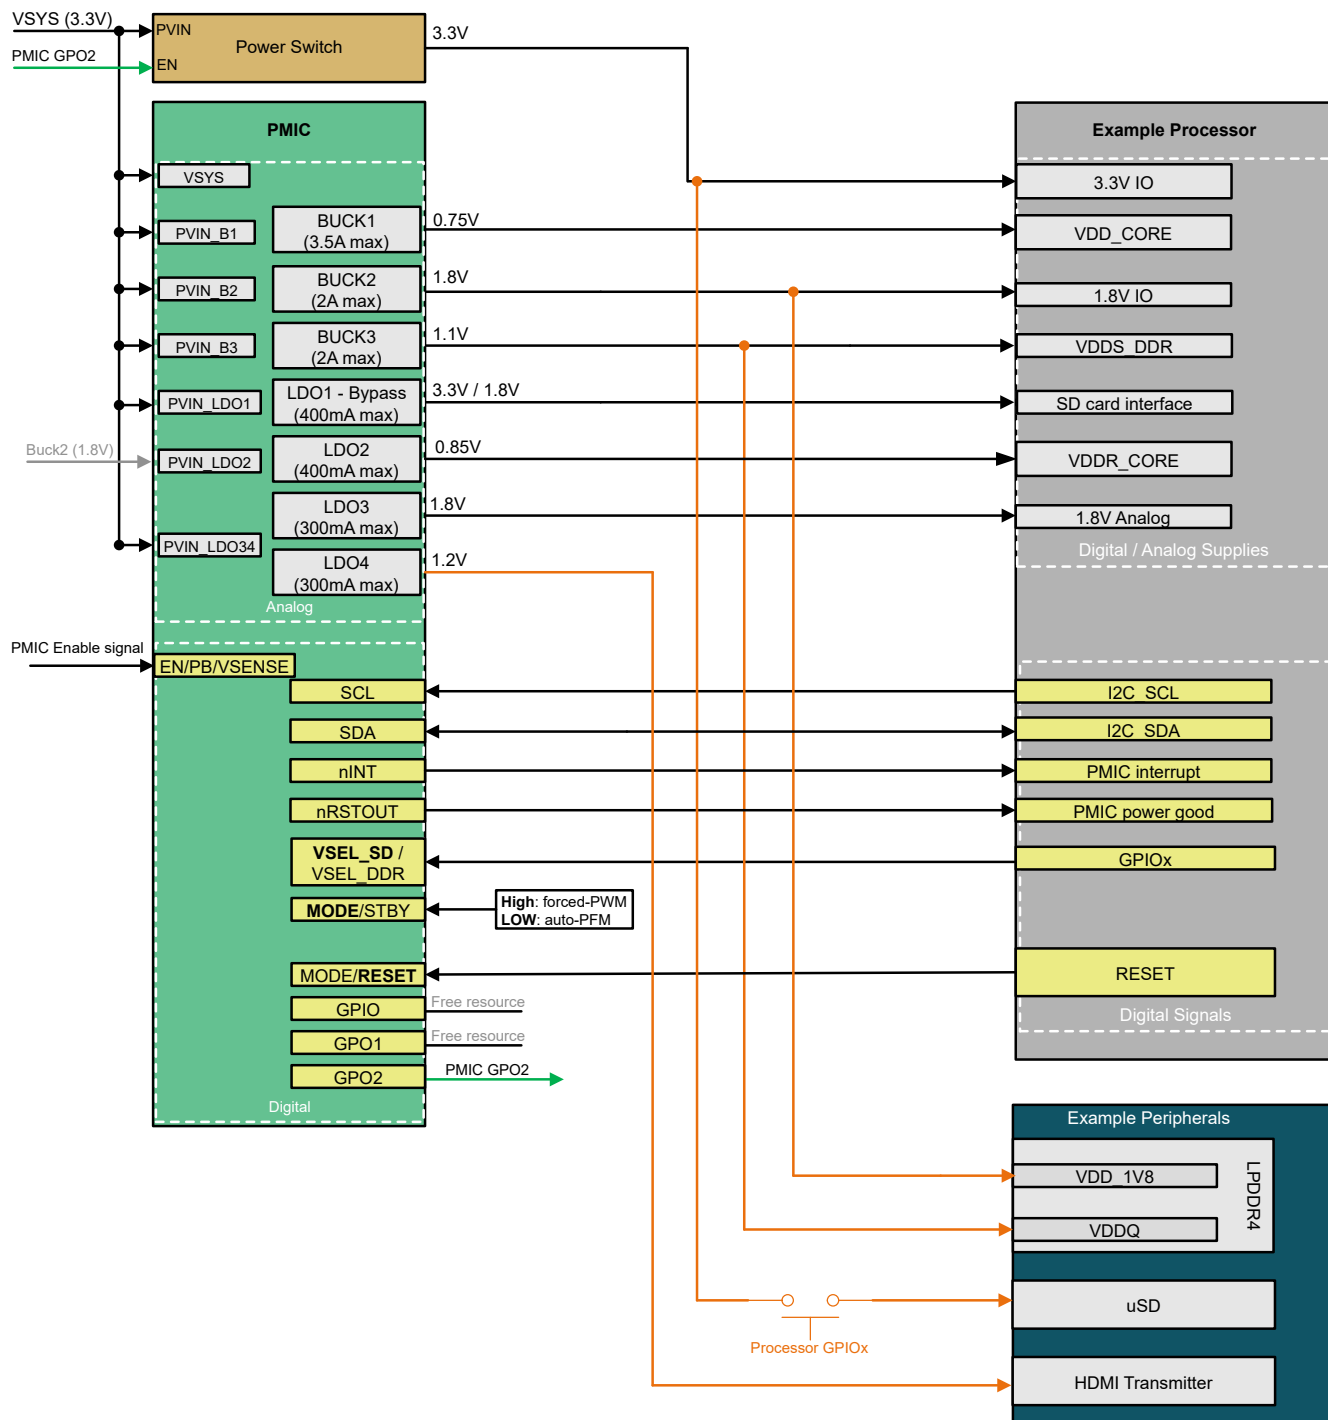 VSYS (3.3V)
PVIN
Power Switch
3.3V
PMIC GPO2
EN
PMIC
Example Processor
VSYS
3.3V IO
PVIN_B1
BUCK1
(3.5A max)
0.75V
VDD_CORE
PVIN_B2
BUCK2
(2A max)
1.8V
1.8V IO
PVIN_B3
BUCK3
(2A max)
1.1V
VDDS_DDR
PVIN_LDO1
LDO1 - Bypass
(400mA max)
3.3V / 1.8V
SD card interface
Buck2 (1.8V)
PVIN_LDO2
LDO2
(400mA max)
0.85V
VDDR_CORE
LDO3
(300mA max)
1.8V
1.8V Analog
PVIN_LDO34
LDO4
(300mA max)
1.2V
Digital / Analog Supplies
Analog
PMIC Enable signal
EN/PB/VSENSE
SCL
I2C_SCL
SDA
I2C_SDA
nINT
PMIC interrupt
nRSTOUT
PMIC power good
VSEL_SD /
VSEL_DDR
GPIOx
MODE/STBY
High: forced-PWM
LOW: auto-PFM
MODE/RESET
RESET
GPIO
Free resource
Digital Signals
GPO1
Free resource
GPO2
PMIC GPO2
Digital
Example Peripherals
VDD_1V8
LPDDR4
VDDQ
uSD
Processor GPIOx
HDMI Transmitter